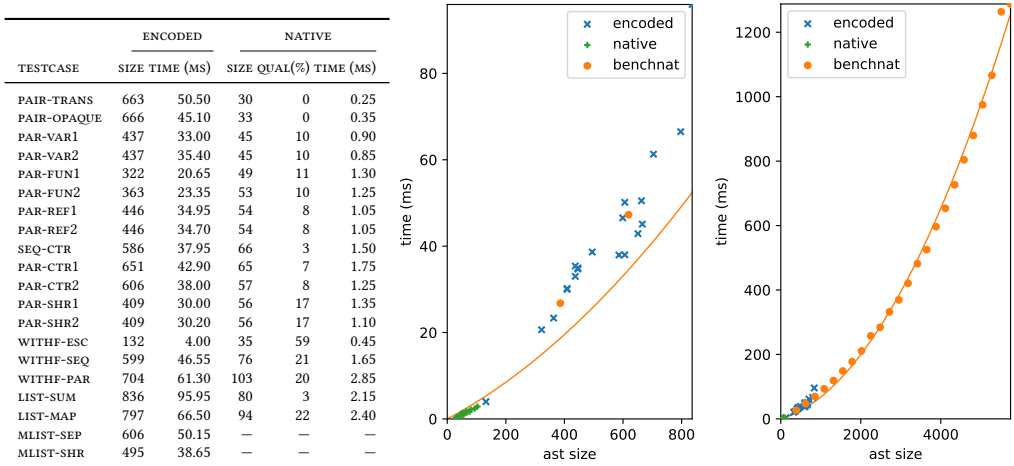 ENCODED NATIVE
TESTCASE SIZE TIME (MS) SIZE QUAL(%) TIME (MS)
PAIR-TRANS 663 50.50 30 0 0.25
PAIR-OPAQUE 666 45.10 33 0 0.35
PAR-VAR1 437 33.00 45 10 0.90
PAR-VAR2 437 35.40 45 10 0.85
PAR-FUN1 322 20.65 49 11 1.30
PAR-FUN2 363 23.35 53 10 1.25
PAR-REF1 446 34.95 54 8 1.05
PAR-REF2 446 34.70 54 8 1.05
SEQ-CTR 586 37.95 66 3 1.50
PAR-CTR1 651 42.90 65 7 1.75
PAR-CTR2 606 38.00 57 8 1.25
PAR-SHR1 409 30.00 56 17 1.35
PAR-SHR2 409 30.20 56 17 1.10
WITHF-ESC 132 4.00 35 59 0.45
WITHF-SEQ 599 46.55 76 21 1.65
WITHF-PAR 704 61.30 103 20 2.85
LIST-SUM 836 95.95 80 3 2.15
LIST-MAP 797 66.50 94 22 2.40
MLIST-SEP 606 50.15 — — —
MLIST-SHR 495 38.65 — — —
encoded
native
benchnat
80
60
40
20
0
time (ms)
0 200 400 600 800
ast size
encoded
native
benchnat
1200
1000
800
600
400
200
0
time (ms)
0 2000 4000
ast size